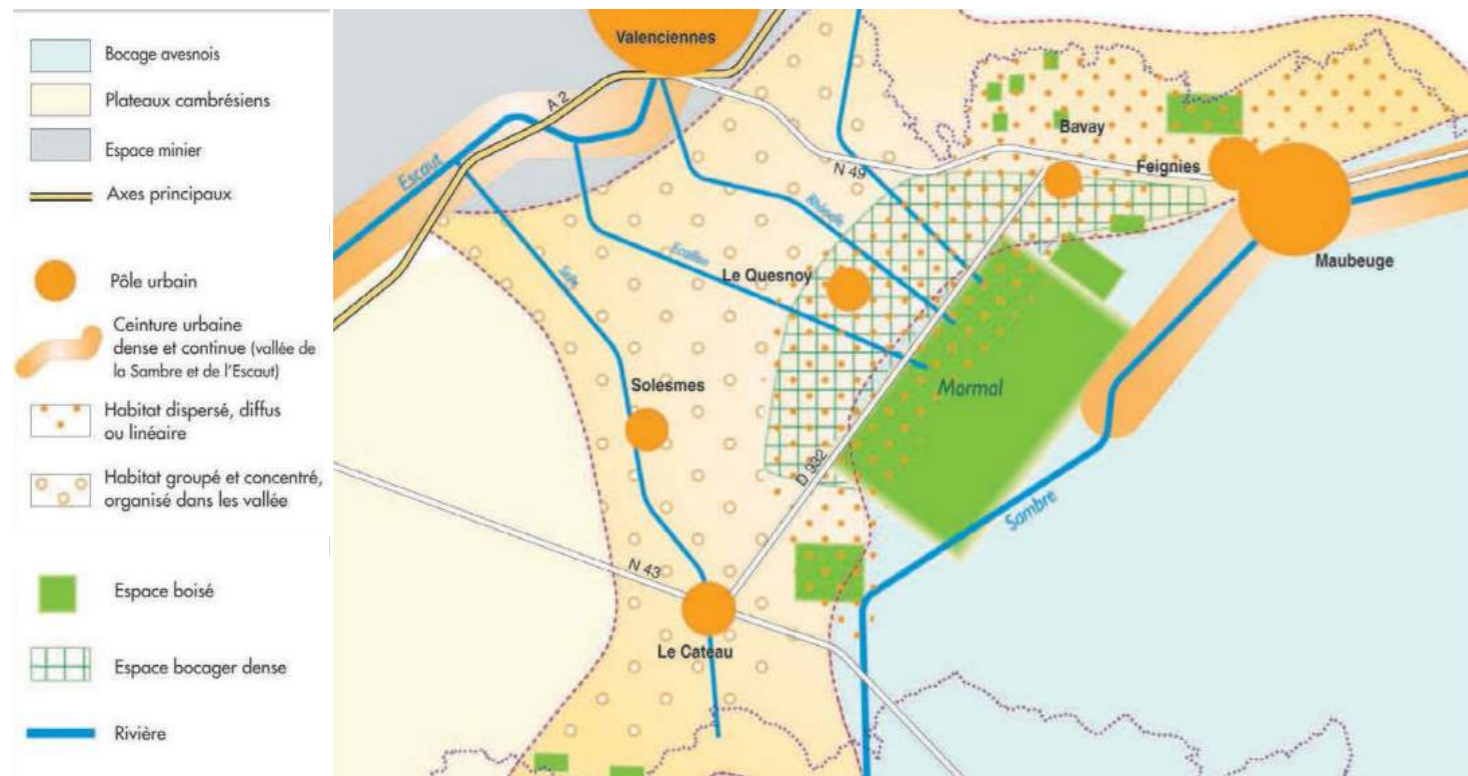 Bocage avesnois
Plateaux cambrésiens
Espace minier
Axes principaux
Pôle urbain
Ceinture urbaine
dense et continue (vallée de
la Sambre et de l'Escaut)
Habitat dispersé, diffus
ou linéaire
Habitat groupé et concentré,
organisé dans les vallée
Espace boisé
Espace bocager dense
Rivière
Valenciennes
A 2
Escaut
Bavay
N 49
Feignies
Maubeuge
Rhônelle
Ecaillon
Selle
Le Quesnoy
Solesmes
Mormal
D 932
Sambre
N 43
Le Cateau